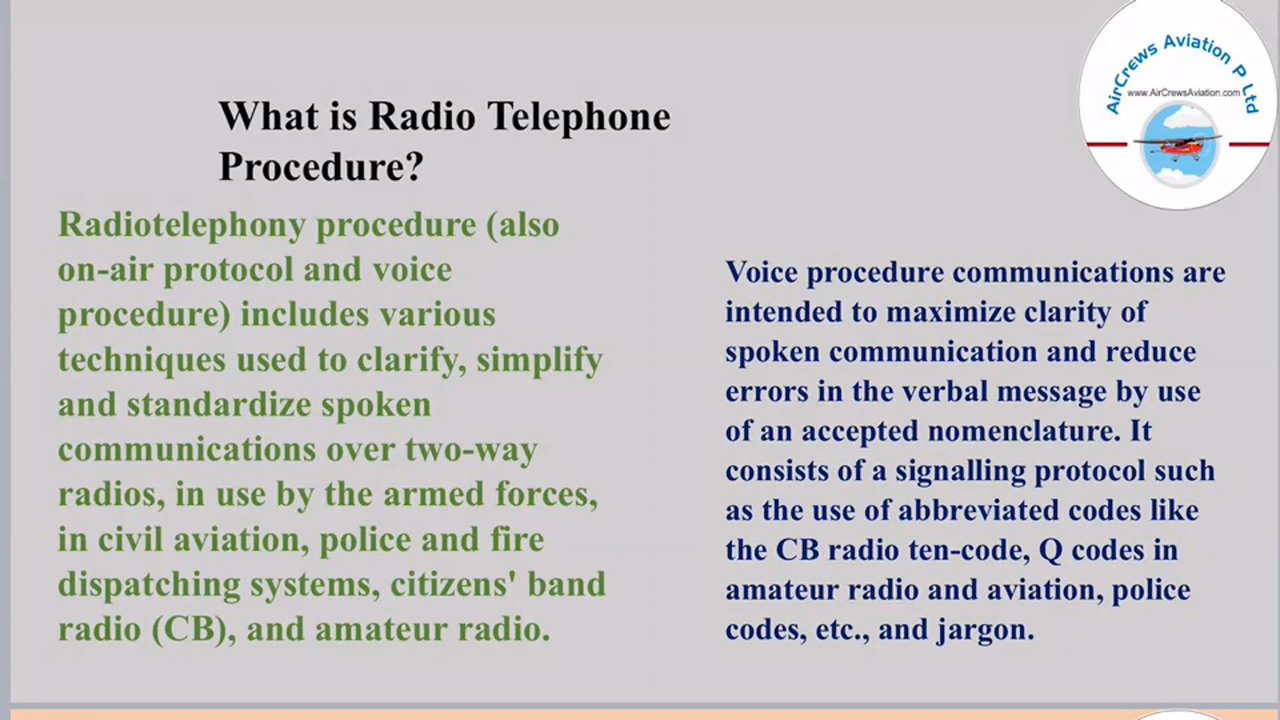 What is Radio Telephone
Procedure?
Radiotelephony procedure (also
on-air protocol and voice
procedure) includes various
techniques used to clarify, simplify
and standardize spoken
communications over two-way
radios, in use by the armed forces,
in civil aviation, police and fire
dispatching systems, citizens' band
radio (CB), and amateur radio.
Voice procedure communications are
intended to maximize clarity of
spoken communication and reduce
errors in the verbal message by use
of an accepted nomenclature. It
consists of a signalling protocol such
as the use of abbreviated codes like
the CB radio ten-code, Q codes in
amateur radio and aviation, police
codes, etc., and jargon.
AirCrews Aviation P Ltd
www.AirCrewsAviation.com